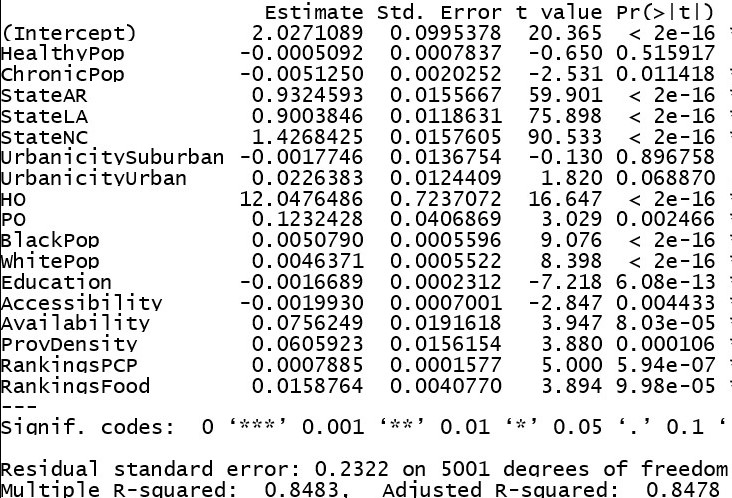 Estimate Std. Error t value Pr(>|t|)
(Intercept) 2.0271089 0.0995378 20.365 < 2e-16 *
HealthyPop -0.0005092 0.0007837 -0.650 0.515917
ChronicPop -0.0051250 0.0020252 -2.531 0.011418 *
StateAR 0.9324593 0.0155667 59.901 < 2e-16 *
StateLA 0.9003846 0.0118631 75.898 < 2e-16 *
StateNC 1.4268425 0.0157605 90.533 < 2e-16 *
UrbanicitySuburban -0.0017746 0.0136754 -0.130 0.896758
UrbanicityUrban 0.0226383 0.0124409 1.820 0.068870 .
HO 12.0476486 0.7237072 16.647 < 2e-16 *
PO 0.1232428 0.0406869 3.029 0.002466 *
BlackPop 0.0050790 0.0005596 9.076 < 2e-16 *
WhitePop 0.0046371 0.0005522 8.398 < 2e-16 *
Education -0.0016689 0.0002312 -7.218 6.08e-13 *
Accessibility -0.0019930 0.0007001 -2.847 0.004433 *
Availability 0.0756249 0.0191618 3.947 8.03e-05 *
ProvDensity 0.0605923 0.0156154 3.880 0.000106 *
RankingsPCP 0.0007885 0.0001577 5.000 5.94e-07 *
RankingsFood 0.0158764 0.0040770 3.894 9.98e-05 *
---
Signif. codes: 0 ‘***’ 0.001 ‘**’ 0.01 ‘*’ 0.05 ‘.’ 0.1 ‘
Residual standard error: 0.2322 on 5001 degrees of freedom
Multiple R-squared: 0.8483, Adjusted R-squared: 0.8478